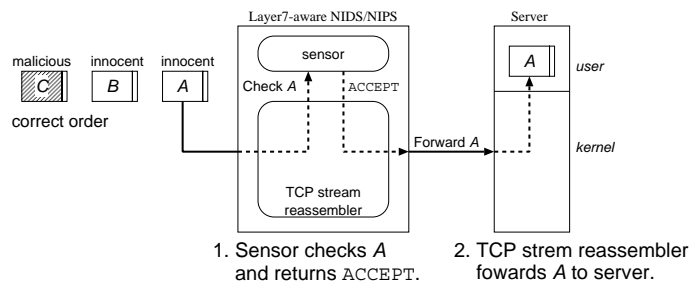 Layer7-aware NIDS/NIPS
Server
malicious innocent innocent
sensor
A
user
C B A
Check A
ACCEPT
correct order
Forward A
kernel
TCP stream
reassembler
1. Sensor checks A
and returns ACCEPT.
2. TCP strem reassembler
fowards A to server.